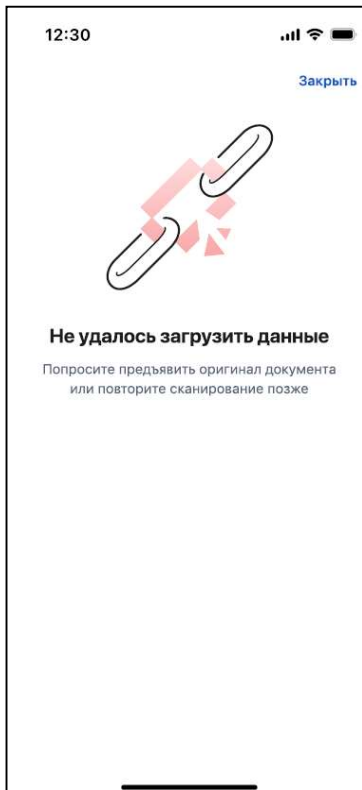 12:30
Закрыть
Не удалось загрузить данные
Попросите предъявить оригинал документа
или повторите сканирование позже